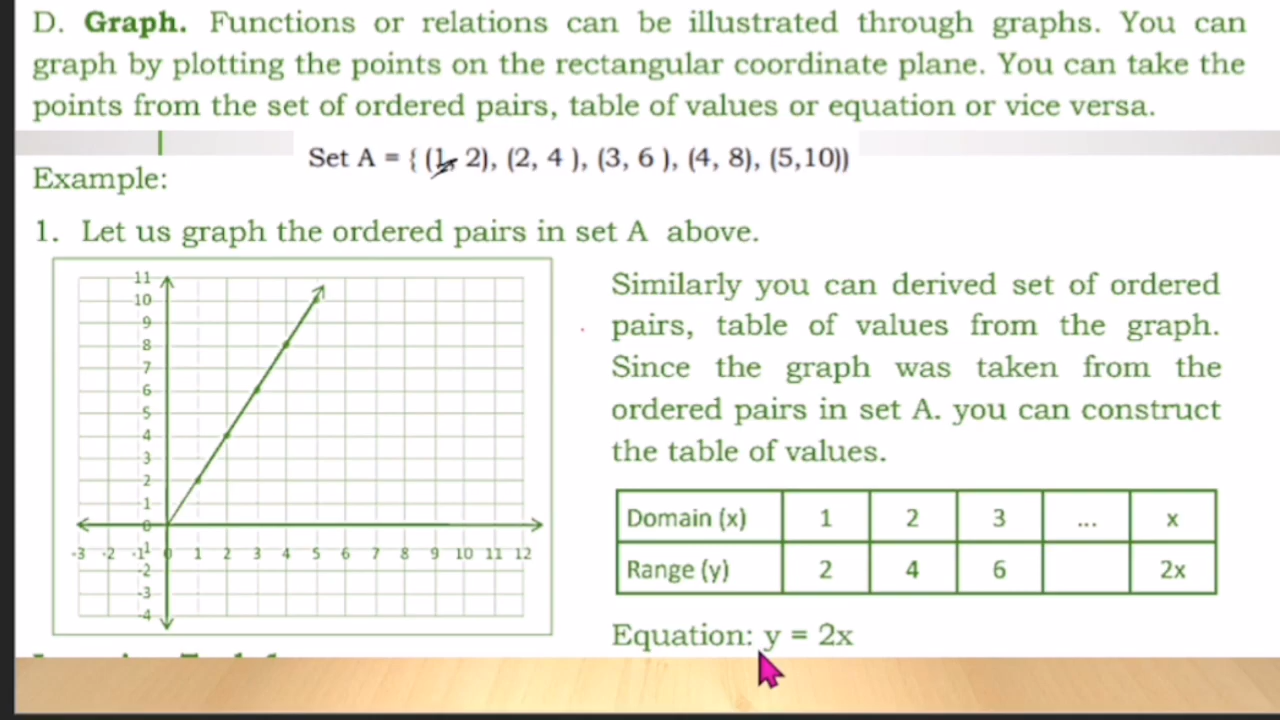 D. Graph. Functions or relations can be illustrated through graphs. You can
graph by plotting the points on the rectangular coordinate plane. You can take the
points from the set of ordered pairs, table of values or equation or vice versa.
Set A = { (1, 2), (2, 4 ), (3, 6 ), (4, 8), (5,10))
Example:
1. Let us graph the ordered pairs in set A above.
11
10
9
8
7
6
5
4
3
2
1
0
-3 -2 -1 0 1 2 3 4 5 6 7 8 9 10 11 12
-1
-2
-3
-4
Similarly you can derived set of ordered
pairs, table of values from the graph.
Since the graph was taken from the
ordered pairs in set A. you can construct
the table of values.
Domain (x) 1 2 3 ... x
Range (y) 2 4 6 2x
Equation: y = 2x